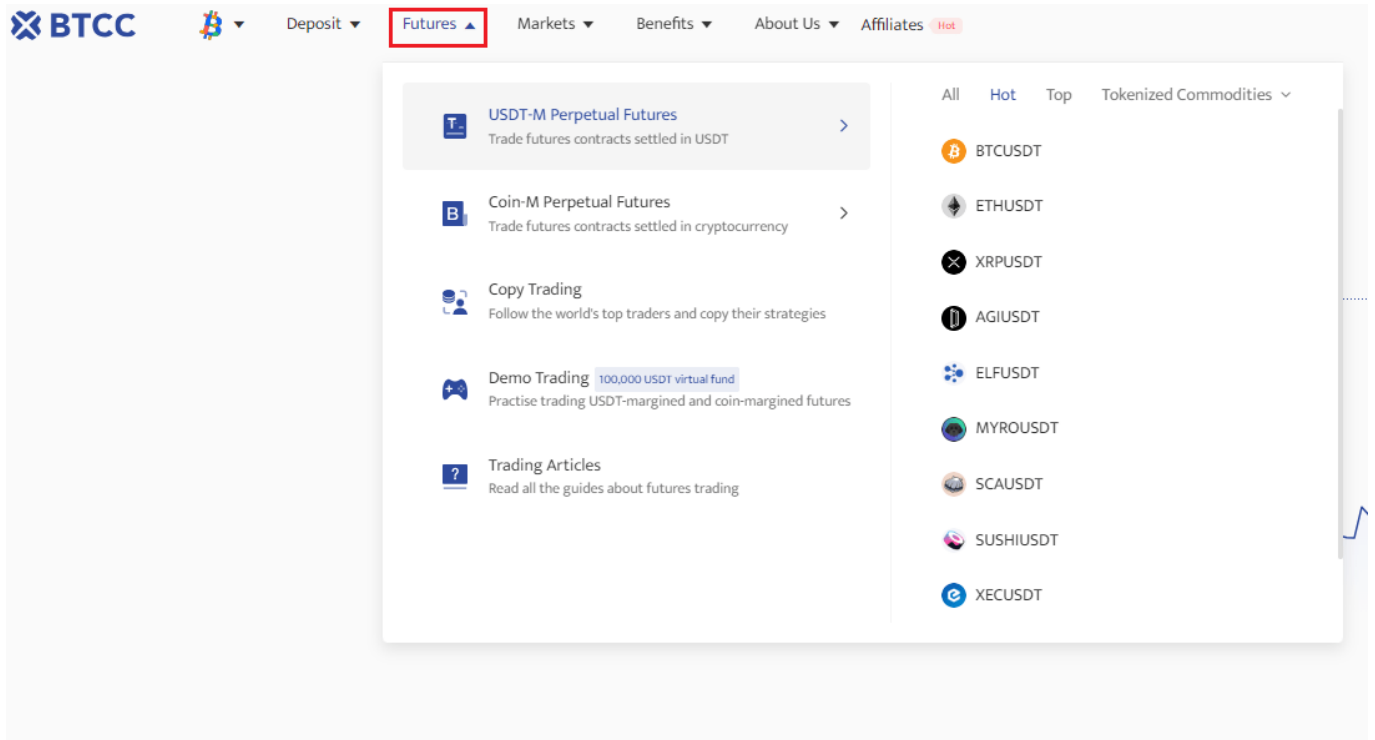 BTCC
Deposit
Futures
Markets
Benefits
About Us
Affiliates
Hot
USDT-M Perpetual Futures
Trade futures contracts settled in USDT
Coin-M Perpetual Futures
Trade futures contracts settled in cryptocurrency
Copy Trading
Follow the world's top traders and copy their strategies
Demo Trading 100,000 USDT virtual fund
Practise trading USDT-margined and coin-margined futures
Trading Articles
Read all the guides about futures trading
All Hot Top Tokenized Commodities
BTCUSDT
ETHUSDT
XRPUSDT
AGIUSDT
ELFUSDT
MYROUSDT
SCAUSDT
SUSHIUSDT
XECUSDT